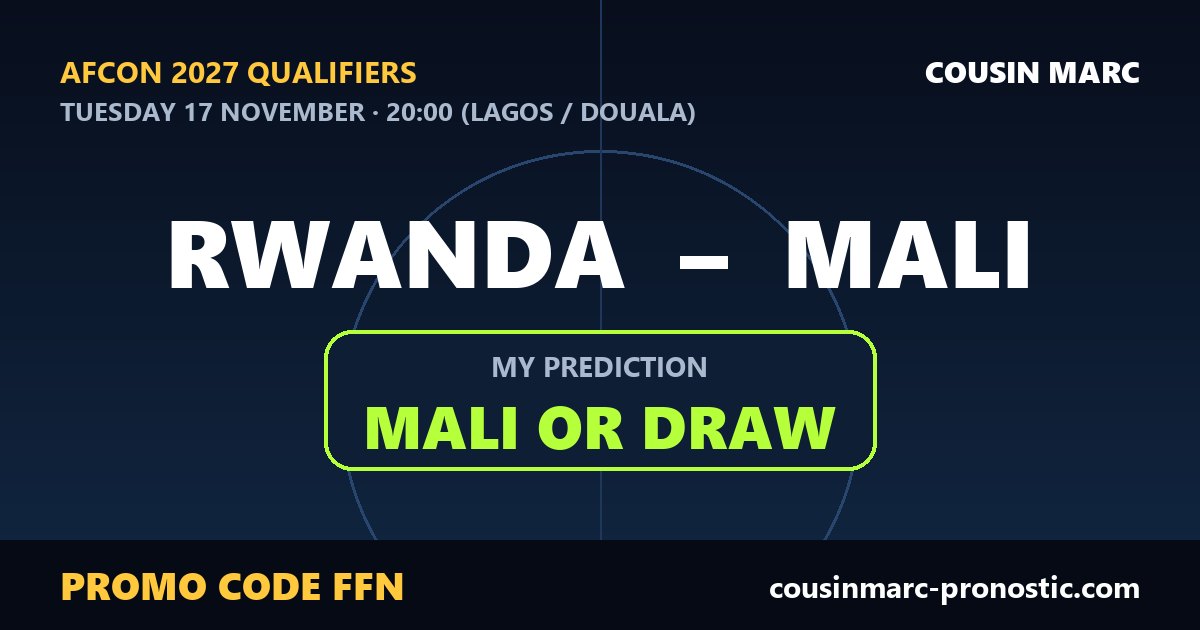 AFCON 2027 QUALIFIERS
COUSIN MARC
TUESDAY 17 NOVEMBER · 20:00 (LAGOS / DOUALA)
RWANDA – MALI
MY PREDICTION
MALI OR DRAW
PROMO CODE FFN
cousinmarc-pronostic.com